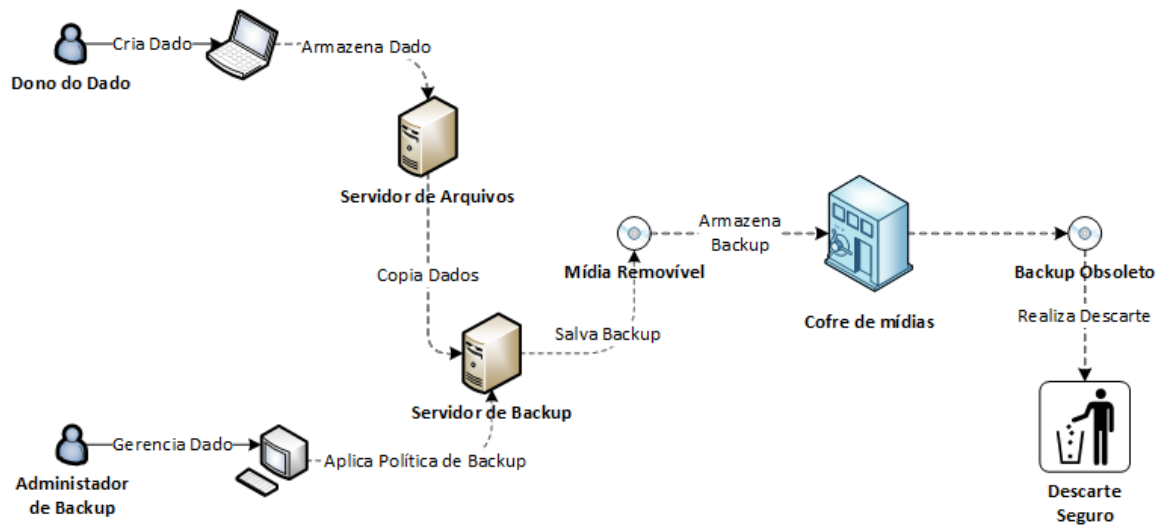 Cria Dado
Armazena Dado
Dono do Dado
Servidor de Arquivos
Copia Dados
Armazena
Backup
Mídia Removível
Backup Obsoleto
Cofre de mídias
Realiza Descarte
Salva Backup
Servidor de Backup
Gerencia Dado
Aplica Política de Backup
Administador
de Backup
Descarte
Seguro